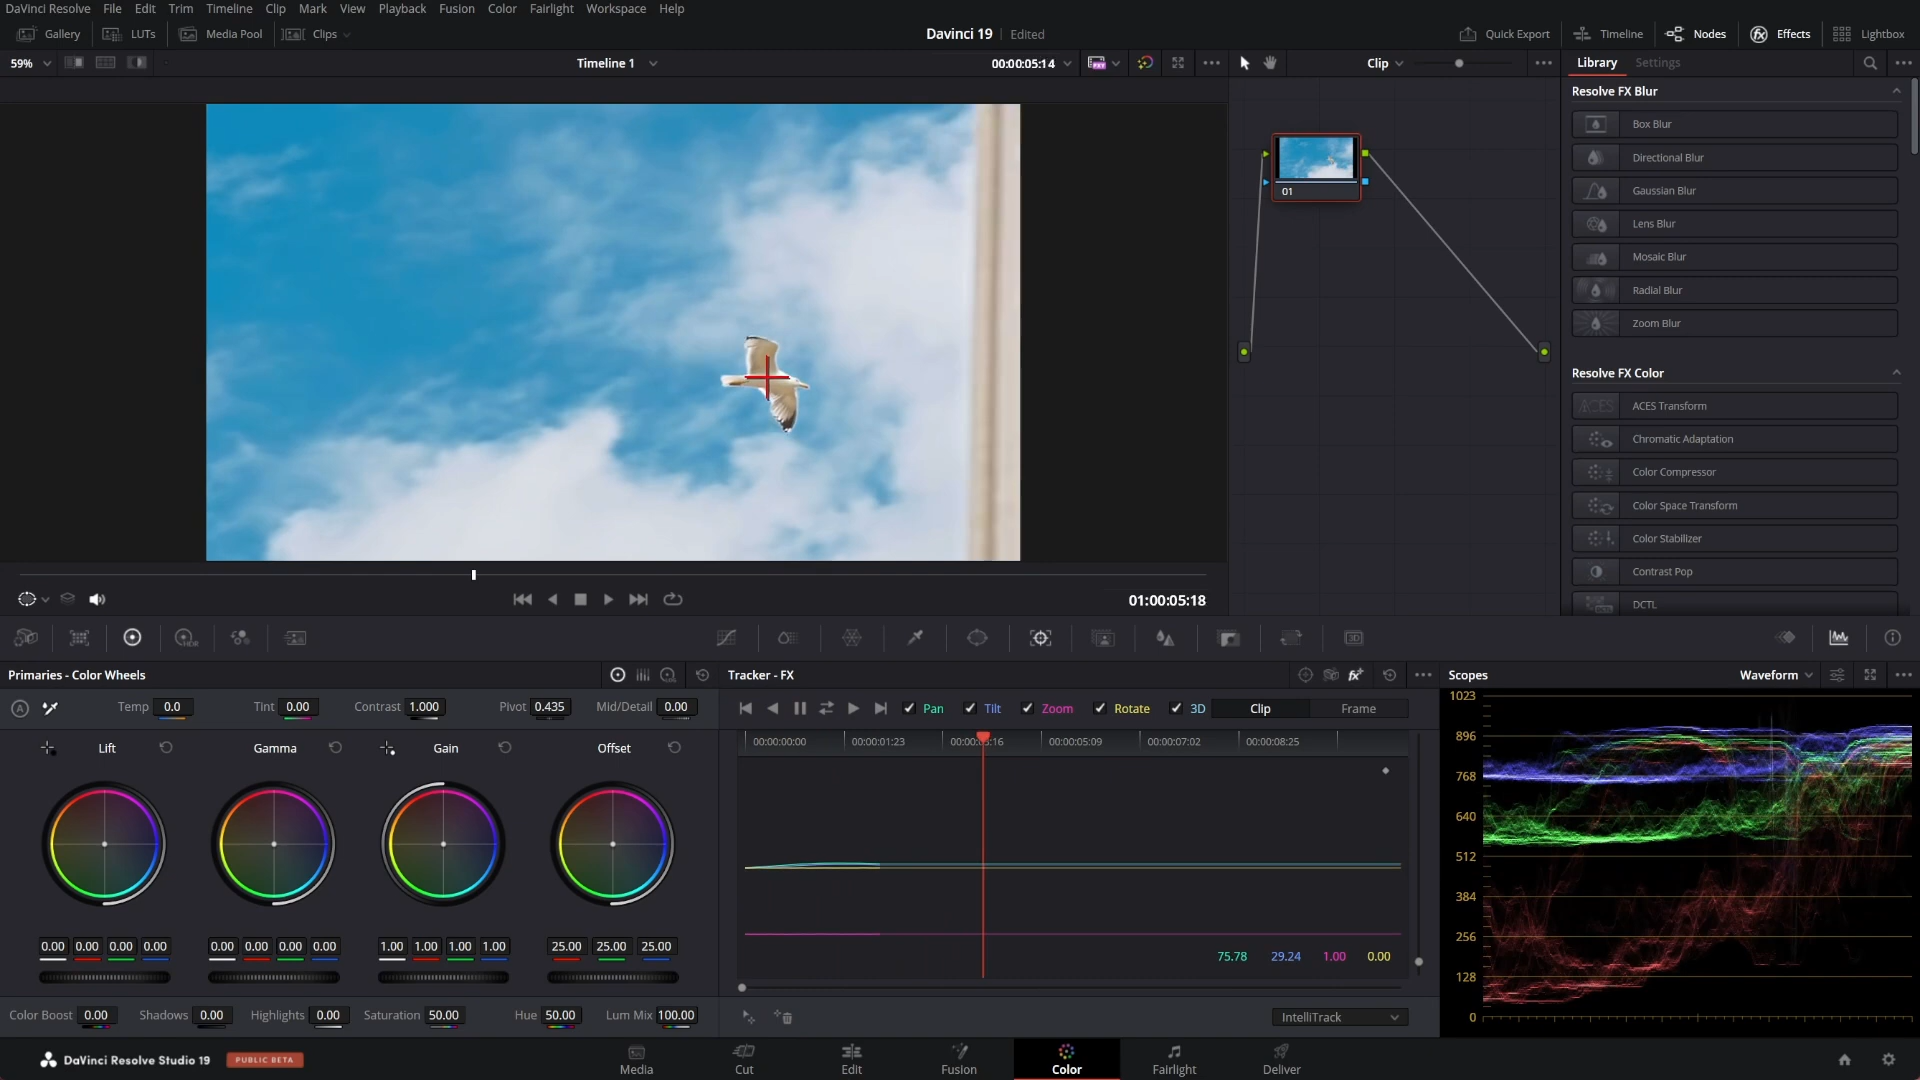 DaVinci Resolve File Edit Trim Timeline Clip Mark View Playback Fusion Color Fairlight Workspace Help
Gallery LUTs Media Pool Clips Davinci 19 Edited Quick Export Timeline Nodes Effects Lightbox
59% Timeline 1 00:00:05:14 Clip Library Settings
Resolve FX Blur
Box Blur
Directional Blur
Gaussian Blur
01
Lens Blur
Mosaic Blur
Radial Blur
Zoom Blur
Resolve FX Color
ACES ACES Transform
Chromatic Adaptation
Color Compressor
Color Space Transform
Color Stabilizer
Contrast Pop
DCTL
01:00:05:18
HDR 3D
Primaries - Color Wheels Tracker - FX Scopes Waveform
A Temp 0.0 Tint 0.00 Contrast 1.000 Pivot 0.435 Mid/Detail 0.00 Pan Tilt Zoom Rotate 3D Clip Frame
Lift Gamma Gain Offset
00:00:00:00 00:00:01:23 00:00:03:16 00:00:05:09 00:00:07:02 00:00:08:25
1023
896
768
640
512
384
256
128
0
0.00 0.00 0.00 0.00 0.00 0.00 0.00 0.00 1.00 1.00 1.00 1.00 25.00 25.00 25.00
75.78 29.24 1.00 0.00
Color Boost 0.00 Shadows 0.00 Highlights 0.00 Saturation 50.00 Hue 50.00 Lum Mix 100.00 IntelliTrack
DaVinci Resolve Studio 19 PUBLIC BETA Media Cut Edit Fusion Color Fairlight Deliver